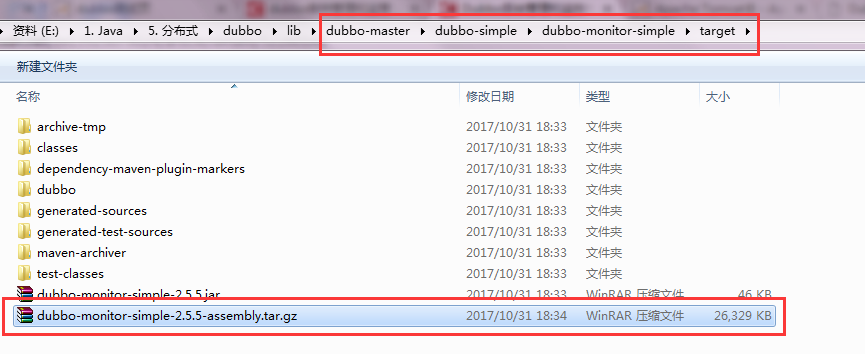 资料 (E:) 1. Java 5. 分布式 dubbo lib dubbo-master dubbo-simple dubbo-monitor-simple target
新建文件夹
名称 修改日期 类型 大小
archive-tmp 2017/10/31 18:33 文件夹
classes 2017/10/31 18:33 文件夹
dependency-maven-plugin-markers 2017/10/31 18:33 文件夹
dubbo 2017/10/31 18:33 文件夹
generated-sources 2017/10/31 18:33 文件夹
generated-test-sources 2017/10/31 18:33 文件夹
maven-archiver 2017/10/31 18:33 文件夹
test-classes 2017/10/31 18:33 文件夹
dubbo-monitor-simple-2.5.5.jar 2017/10/31 18:33 WinRAR 压缩文件 46 KB
dubbo-monitor-simple-2.5.5-assembly.tar.gz 2017/10/31 18:34 WinRAR 压缩文件 26,329 KB